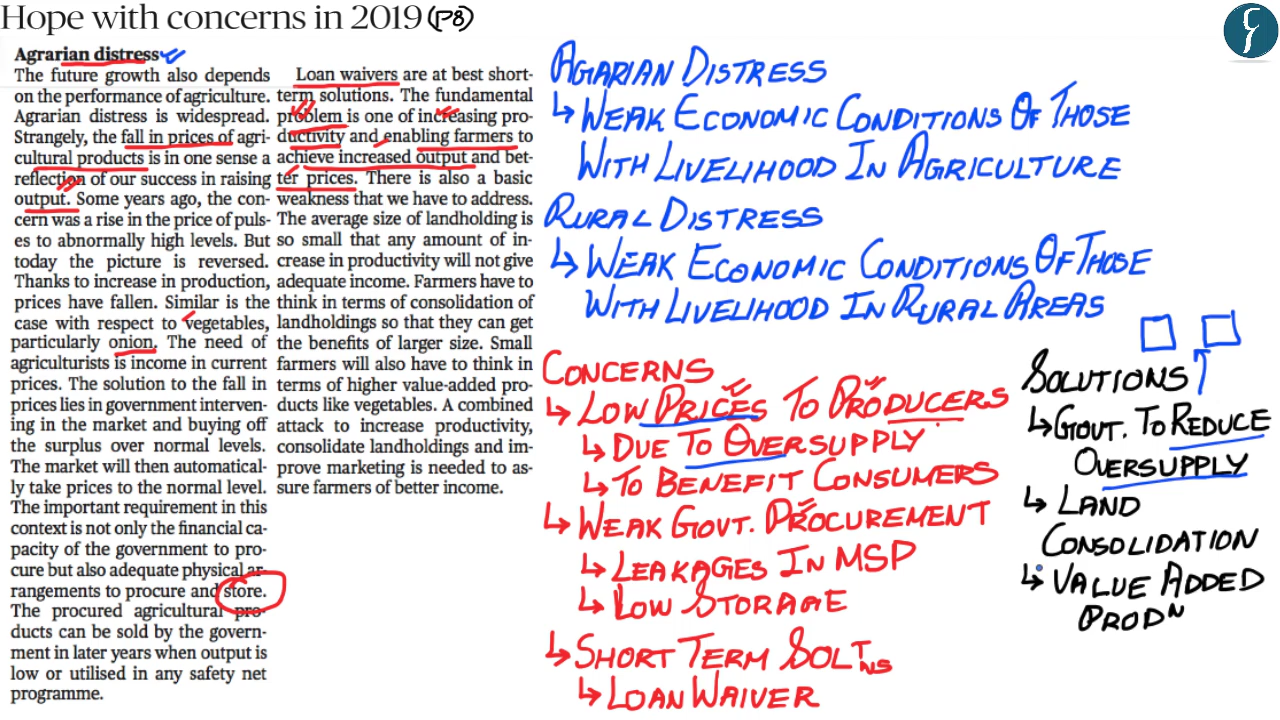 Hope with concerns in 2019 (P8)
Agrarian distress
The future growth also depends
on the performance of agriculture.
Agrarian distress is widespread.
Strangely, the fall in prices of agri-
cultural products is in one sense a
reflection of our success in raising
output. Some years ago, the con-
cern was a rise in the price of puls-
es to abnormally high levels. But
today the picture is reversed.
Thanks to increase in production,
prices have fallen. Similar is the
case with respect to vegetables,
particularly onion. The need of
agriculturists is income in current
prices. The solution to the fall in
prices lies in government interven-
ing in the market and buying off
the surplus over normal levels.
The market will then automatical-
ly take prices to the normal level.
The important requirement in this
context is not only the financial ca-
pacity of the government to pro-
cure but also adequate physical ar-
rangements to procure and store.
The procured agricultural pro-
ducts can be sold by the govern-
ment in later years when output is
low or utilised in any safety net
programme.
Loan waivers are at best short-
term solutions. The fundamental
problem is one of increasing pro-
ductivity and enabling farmers to
achieve increased output and bet-
ter prices. There is also a basic
weakness that we have to address.
The average size of landholding is
so small that any amount of in-
crease in productivity will not give
adequate income. Farmers have to
think in terms of consolidation of
landholdings so that they can get
the benefits of larger size. Small
farmers will also have to think in
terms of higher value-added pro-
ducts like vegetables. A combined
attack to increase productivity,
consolidate landholdings and im-
prove marketing is needed to as-
sure farmers of better income.
AGARIAN DISTRESS
↳ WEAK ECONOMIC CONDITIONS OF THOSE
WITH LIVELIHOOD IN AGRICULTURE
RURAL DISTRESS
↳ WEAK ECONOMIC CONDITIONS OF THOSE
WITH LIVELIHOOD IN RURAL AREAS
CONCERNS
↳ LOW PRICES TO PRODUCERS
↳ DUE TO OVERSUPPLY
↳ TO BENEFIT CONSUMERS
↳ WEAK GOVT. PROCUREMENT
↳ LEAKAGES IN MSP
↳ LOW STORAGE
↳ SHORT TERM SOLTNS
↳ LOAN WAIVER
SOLUTIONS
↳ GOVT. TO REDUCE
OVERSUPPLY
↳ LAND
CONSOLIDATION
↳ VALUE ADDED
PRODN